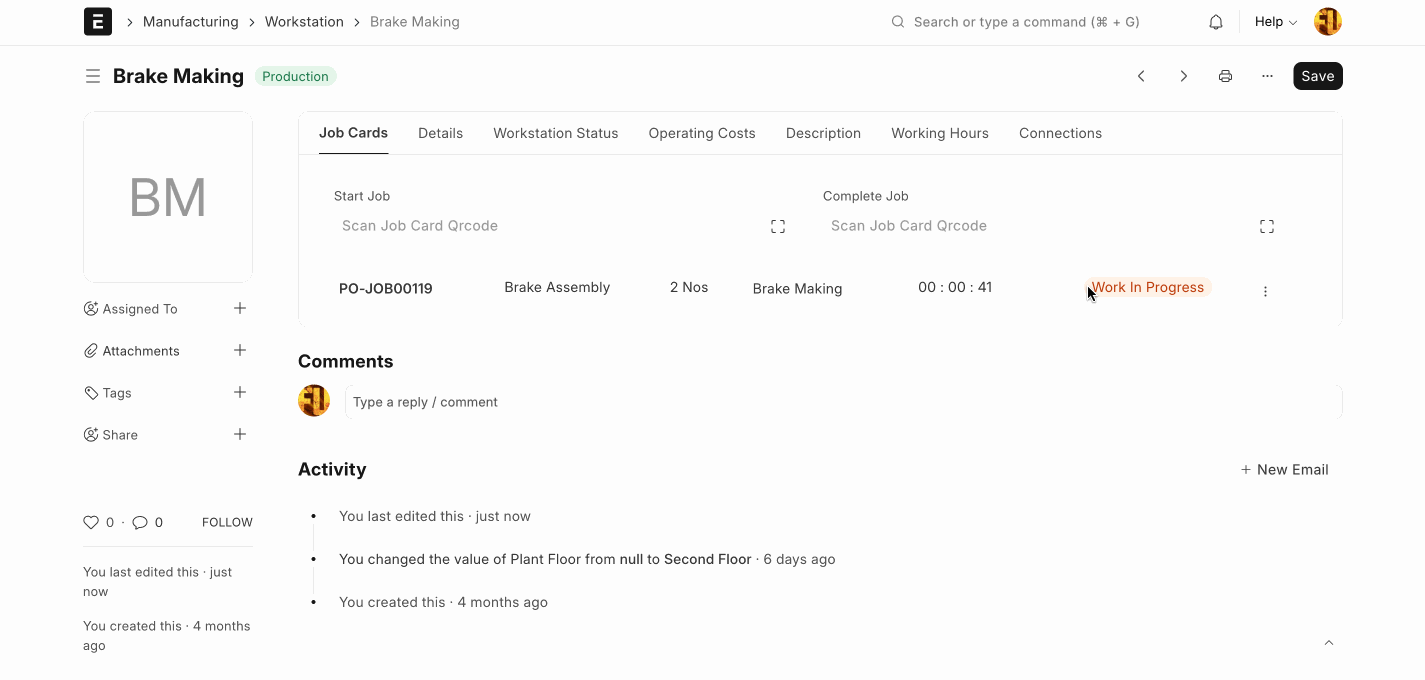 Manufacturing > Workstation > Brake Making
Search or type a command (⌘ + G)
Help
Brake Making
Production
Save
BM
Job Cards
Details
Workstation Status
Operating Costs
Description
Working Hours
Connections
Start Job
Complete Job
Scan Job Card Qrcode
Scan Job Card Qrcode
PO-JOB00119
Brake Assembly
2 Nos
Brake Making
00 : 00 : 41
Work In Progress
Assigned To
Attachments
Tags
Share
Comments
Type a reply / comment
Activity
+ New Email
You last edited this · just now
You changed the value of Plant Floor from null to Second Floor · 6 days ago
You created this · 4 months ago
0 · 0
FOLLOW
You last edited this · just
now
You created this · 4 months
ago